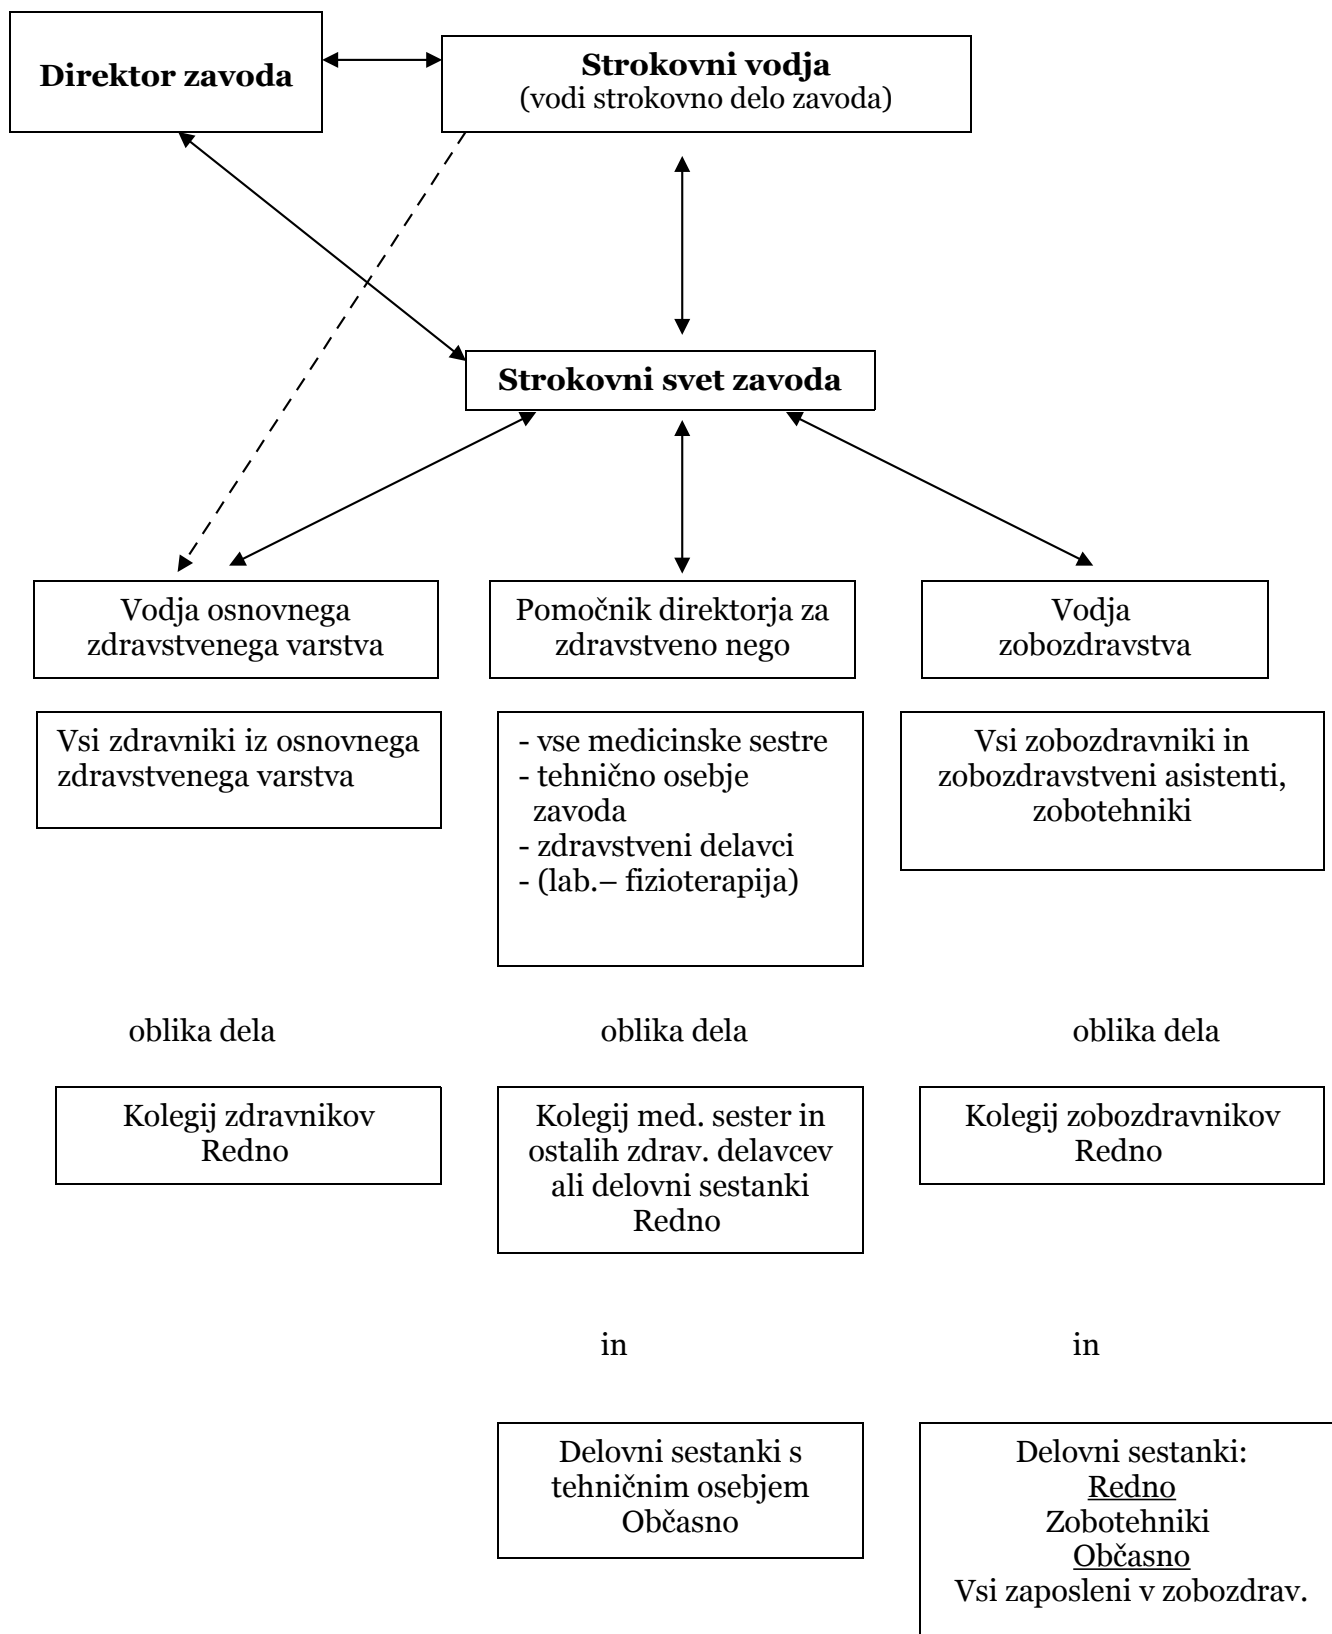 Direktor zavoda
Strokovni vodja
(vodi strokovno delo zavoda)
Strokovni svet zavoda
Vodja osnovnega
zdravstvenega varstva
Pomočnik direktorja za
zdravstveno nego
Vodja
zobozdravstva
Vsi zdravniki iz osnovnega
zdravstvenega varstva
- vse medicinske sestre
- tehnično osebje
zavoda
- zdravstveni delavci
- (lab.– fizioterapija)
Vsi zobozdravniki in
zobozdravstveni asistenti,
zobotehniki
oblika dela
oblika dela
oblika dela
Kolegij zdravnikov
Redno
Kolegij med. sester in
ostalih zdrav. delavcev
ali delovni sestanki
Redno
Kolegij zobozdravnikov
Redno
in
in
Delovni sestanki s
tehničnim osebjem
Občasno
Delovni sestanki:
Redno
Zobotehniki
Občasno
Vsi zaposleni v zobozdrav.